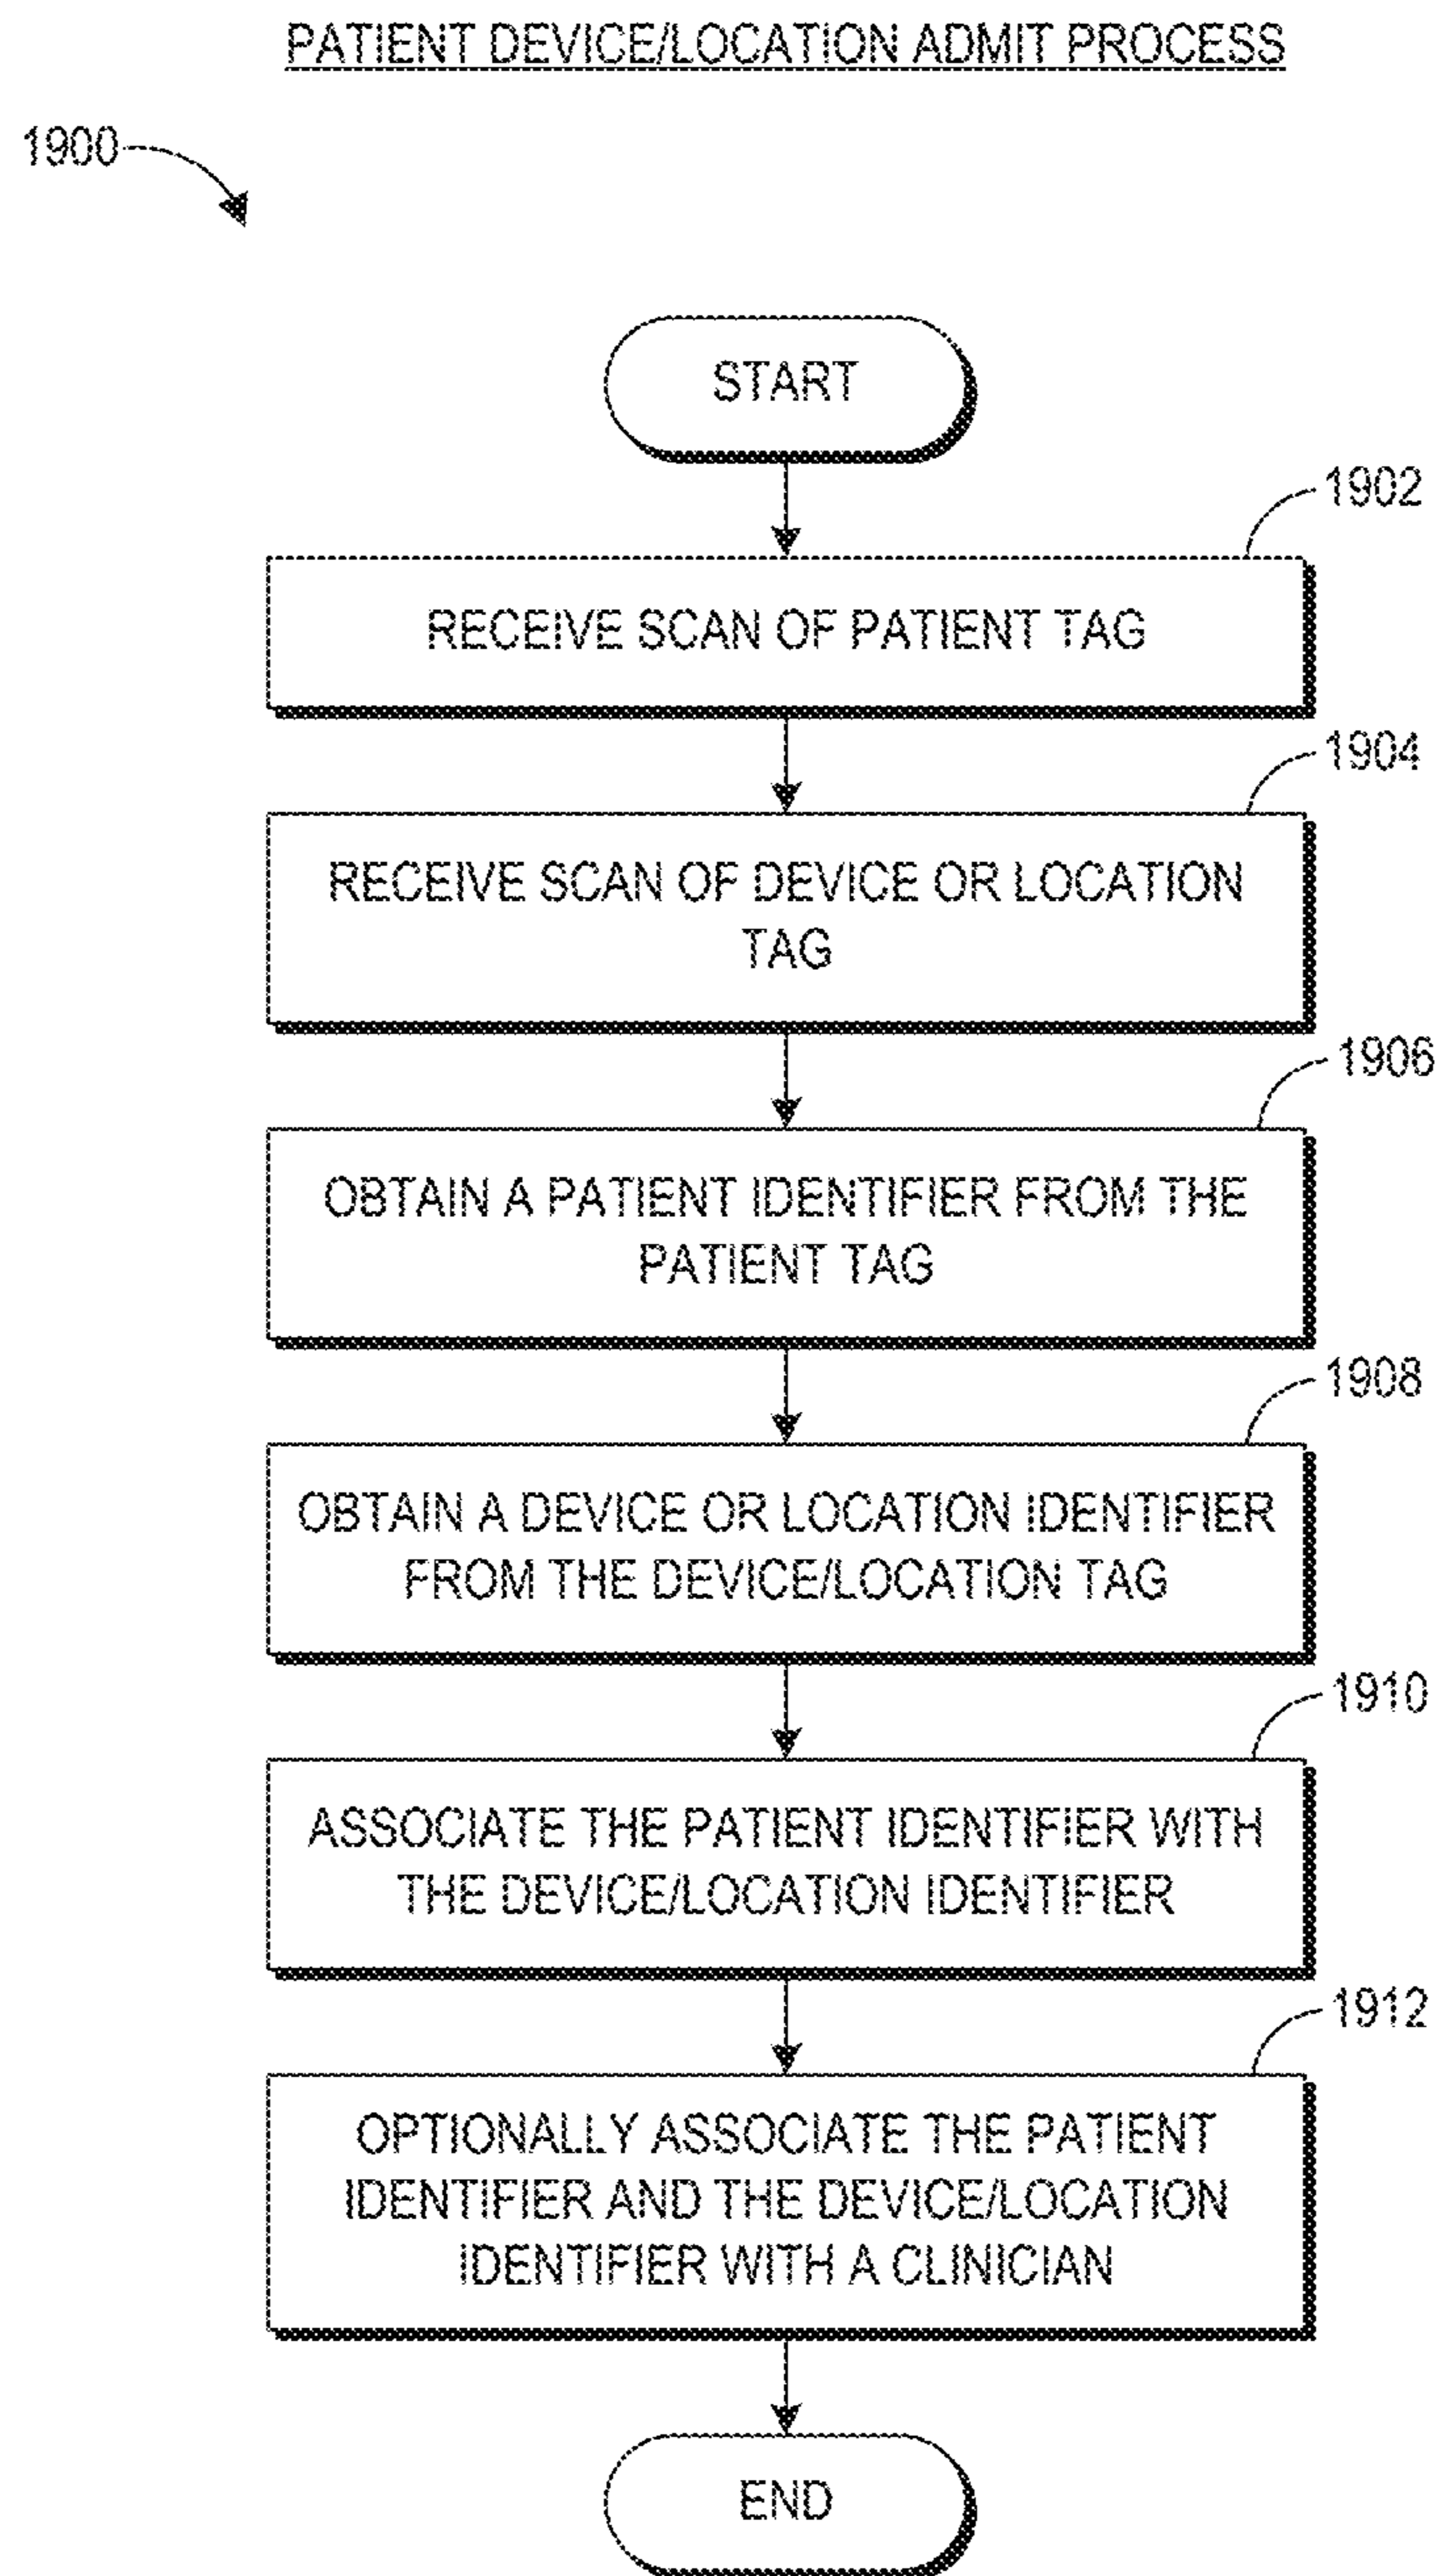 PATIENT DEVICE/LOCATION ADMIT PROCESS
1900
START
1902
RECEIVE SCAN OF PATIENT TAG
1904
RECEIVE SCAN OF DEVICE OR LOCATION
TAG
1906
OBTAIN A PATIENT IDENTIFIER FROM THE
PATIENT TAG
1908
OBTAIN A DEVICE OR LOCATION IDENTIFIER
FROM THE DEVICE/LOCATION TAG
1910
ASSOCIATE THE PATIENT IDENTIFIER WITH
THE DEVICE/LOCATION IDENTIFIER
1912
OPTIONALLY ASSOCIATE THE PATIENT
IDENTIFIER AND THE DEVICE/LOCATION
IDENTIFIER WITH A CLINICIAN
END